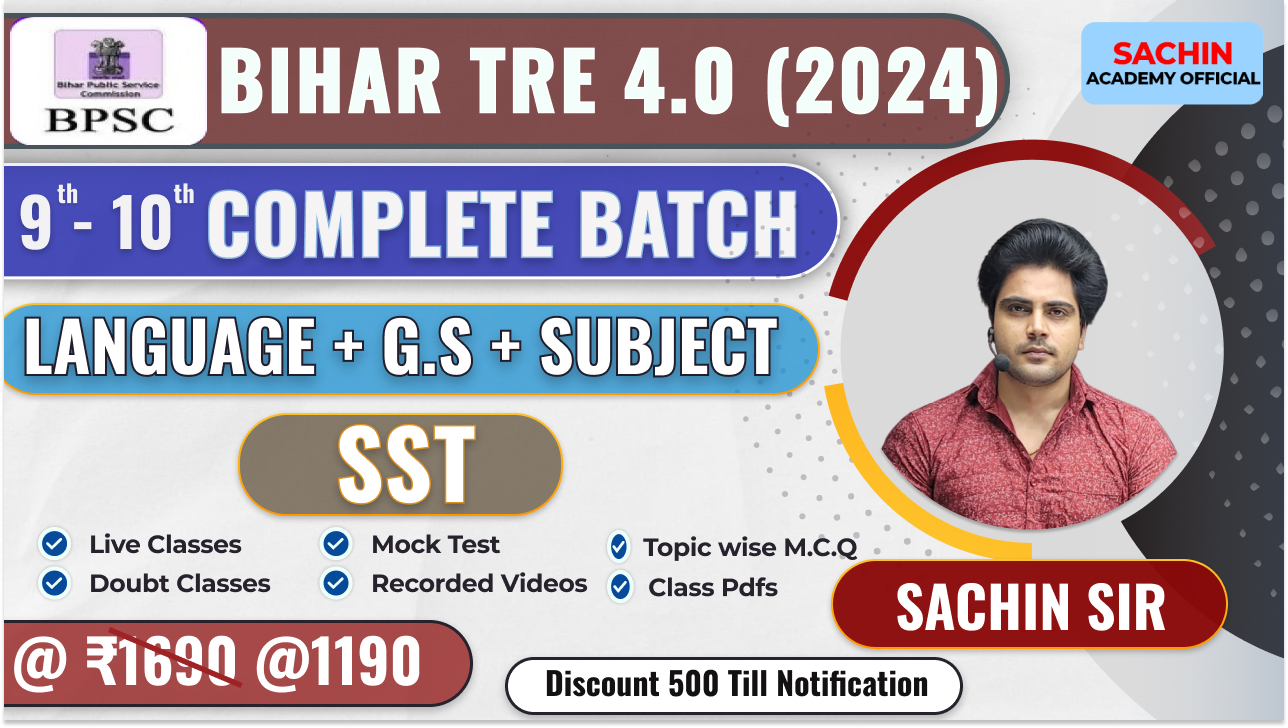 Bihar Public Service
Commission
BPSC
BIHAR TRE 4.0 (2024)
SACHIN
ACADEMY OFFICIAL
9th- 10th COMPLETE BATCH
LANGUAGE + G.S + SUBJECT
SST
Live Classes
Mock Test
Topic wise M.C.Q
Doubt Classes
Recorded Videos
Class Pdfs
SACHIN SIR
@ ₹1690 @1190
Discount 500 Till Notification